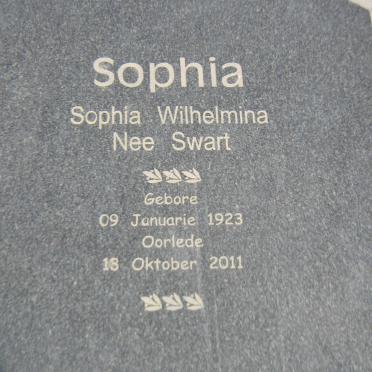 Sophia
Sophia Wilhelmina
Nee Swart
Gebore
09 Januarie 1923
Oorlede
18 Oktober 2011